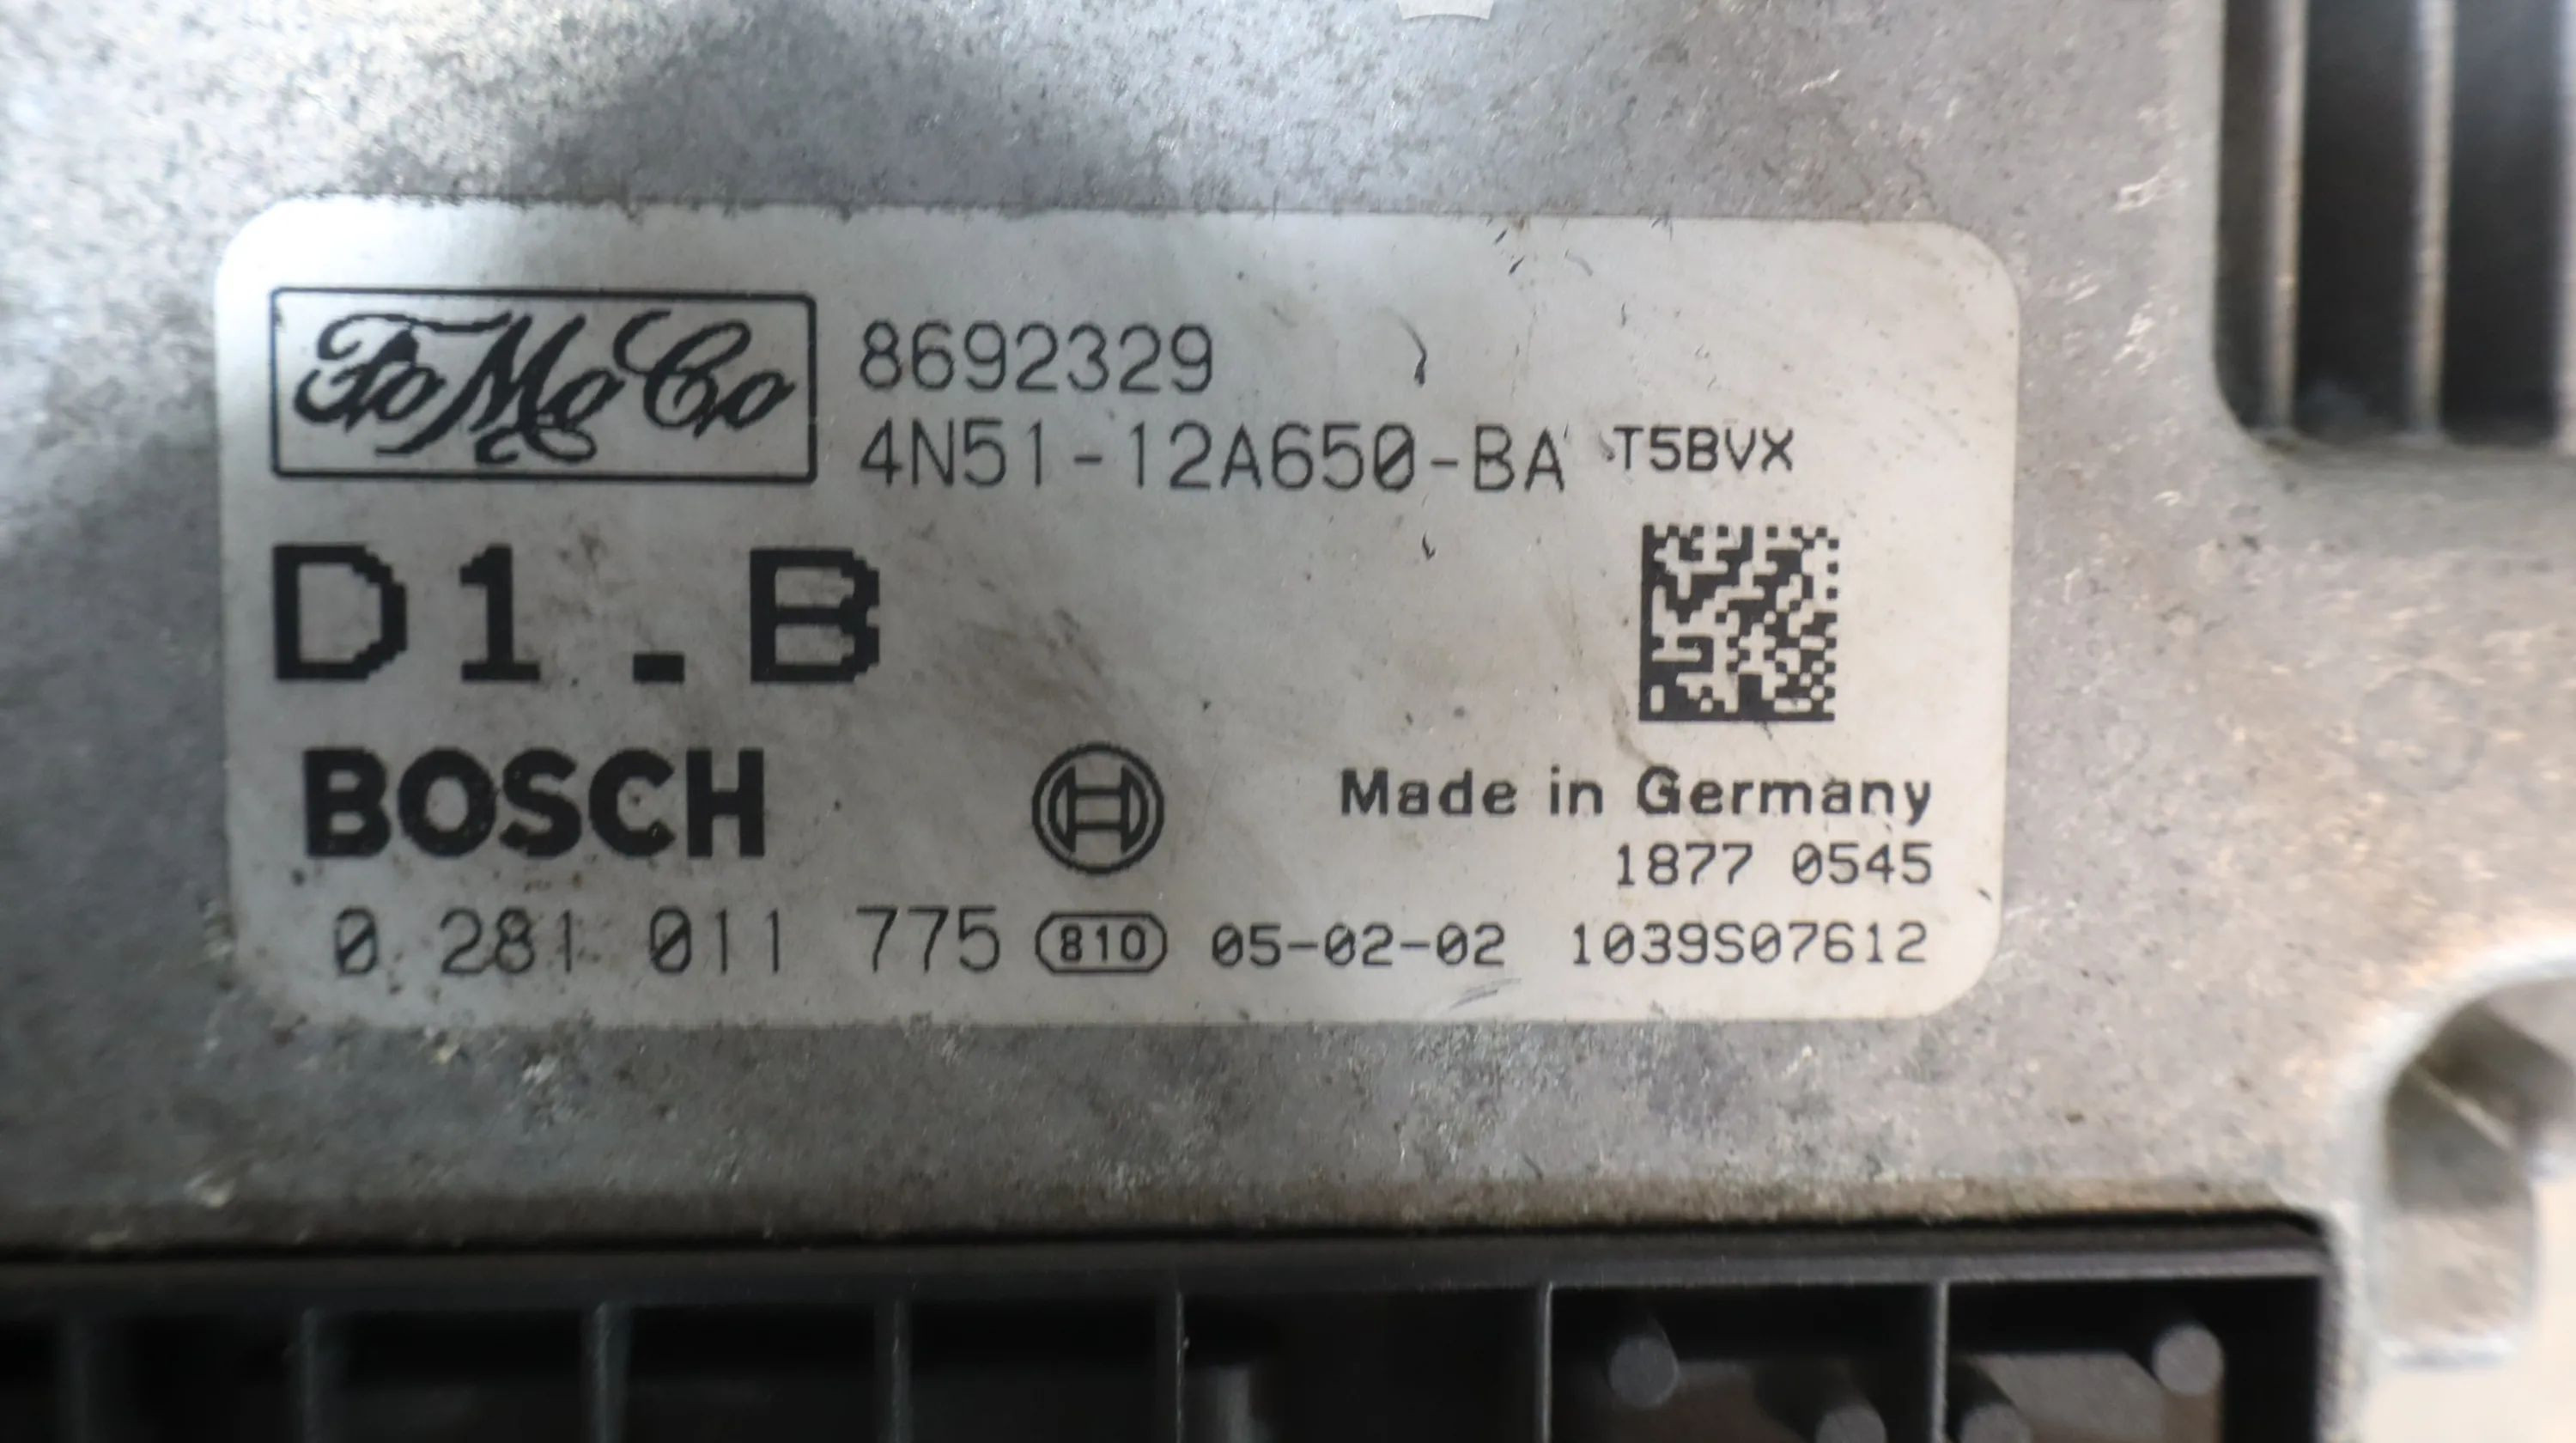 FoMoCo 8692329
4N51-12A650-BA T5BVX
D1.B
BOSCH
Made in Germany
1877 0545
0 281 011 775 810 05-02-02 1039S07612